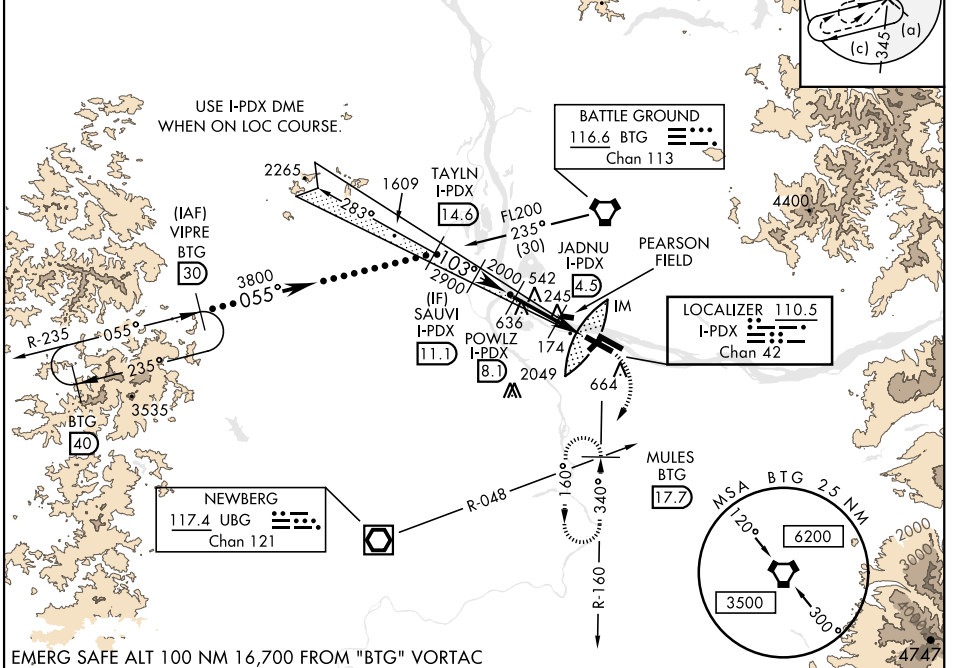 (a)
(c)
345
USE I-PDX DME
WHEN ON LOC COURSE.
BATTLE GROUND
116.6 BTG
Chan 113
2265
283°
1609
TAYLN
I-PDX
14.6
FL200
235°
(30)
4400
(IAF)
VIPRE
BTG
30
3800
055°
103°
2900
2000
542
245
JADNU
I-PDX
4.5
PEARSON
FIELD
IM
(IF)
SAUVI
I-PDX
11.1
636
POWLZ
I-PDX
8.1
174
2049
664
LOCALIZER 110.5
I-PDX
Chan 42
R-235
055°
235°
3535
BTG
40
NEWBERG
117.4 UBG
Chan 121
R-048
160°
340°
R-160
MULES
BTG
17.7
MSA BTG 25 NM
120°
6200
3500
300°
2000
3000
4000
4747
EMERG SAFE ALT 100 NM 16,700 FROM "BTG" VORTAC